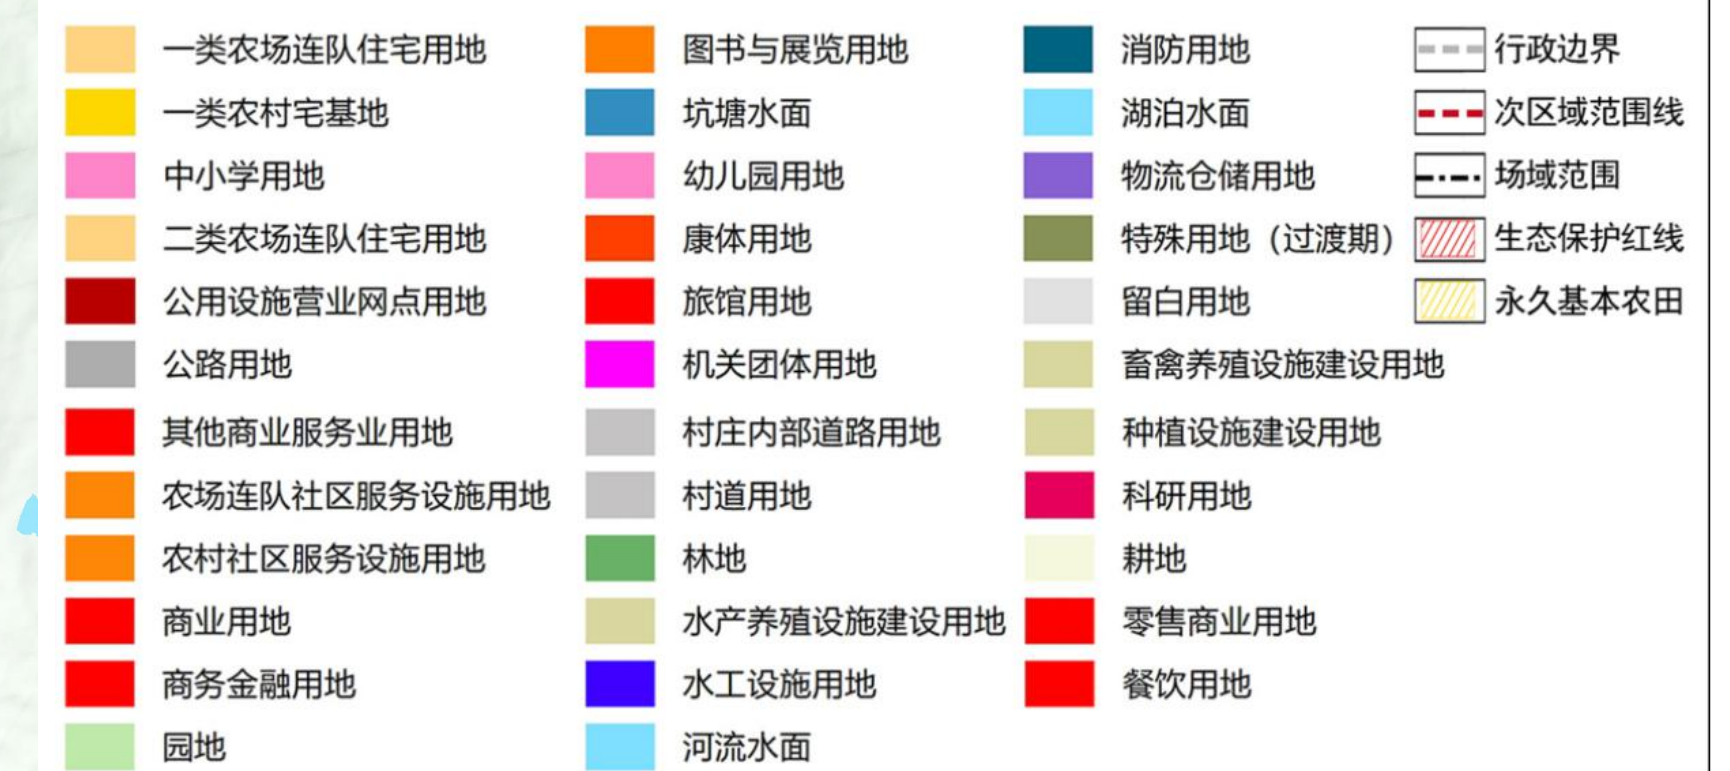 一类农场连队住宅用地
一类农村宅基地
中小学用地
二类农场连队住宅用地
公用设施营业网点用地
公路用地
其他商业服务业用地
农场连队社区服务设施用地
农村社区服务设施用地
商业用地
商务金融用地
园地
图书与展览用地
坑塘水面
幼儿园用地
康体用地
旅馆用地
机关团体用地
村庄内部道路用地
村道用地
林地
水产养殖设施建设用地
水工设施用地
河流水面
消防用地
湖泊水面
物流仓储用地
特殊用地（过渡期）
留白用地
畜禽养殖设施建设用地
种植设施建设用地
科研用地
耕地
零售商业用地
餐饮用地
行政边界
次区域范围线
场域范围
生态保护红线
永久基本农田